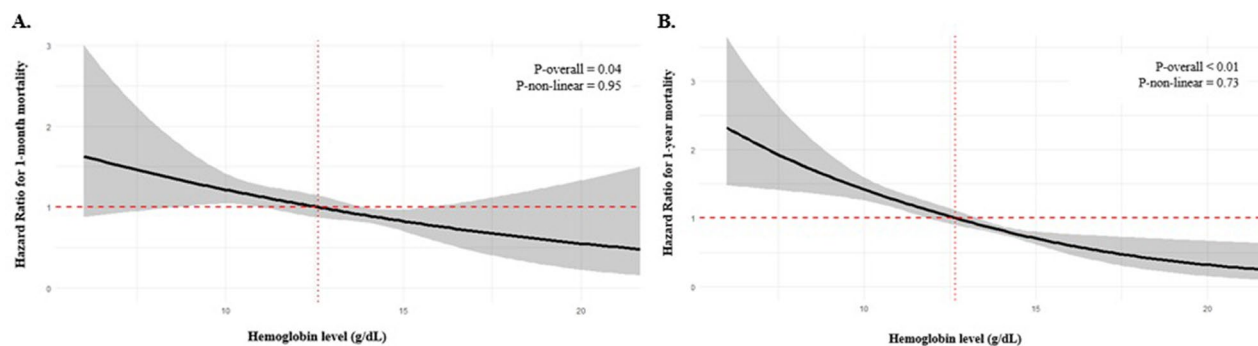 A.
Hazard Ratio for 1-month mortality
3
2
1
0
P-overall = 0.04
P-non-linear = 0.95
10
15
20
Hemoglobin level (g/dL)
B.
Hazard Ratio for 1-year mortality
3
2
1
0
P-overall < 0.01
P-non-linear = 0.73
10
15
20
Hemoglobin level (g/dL)